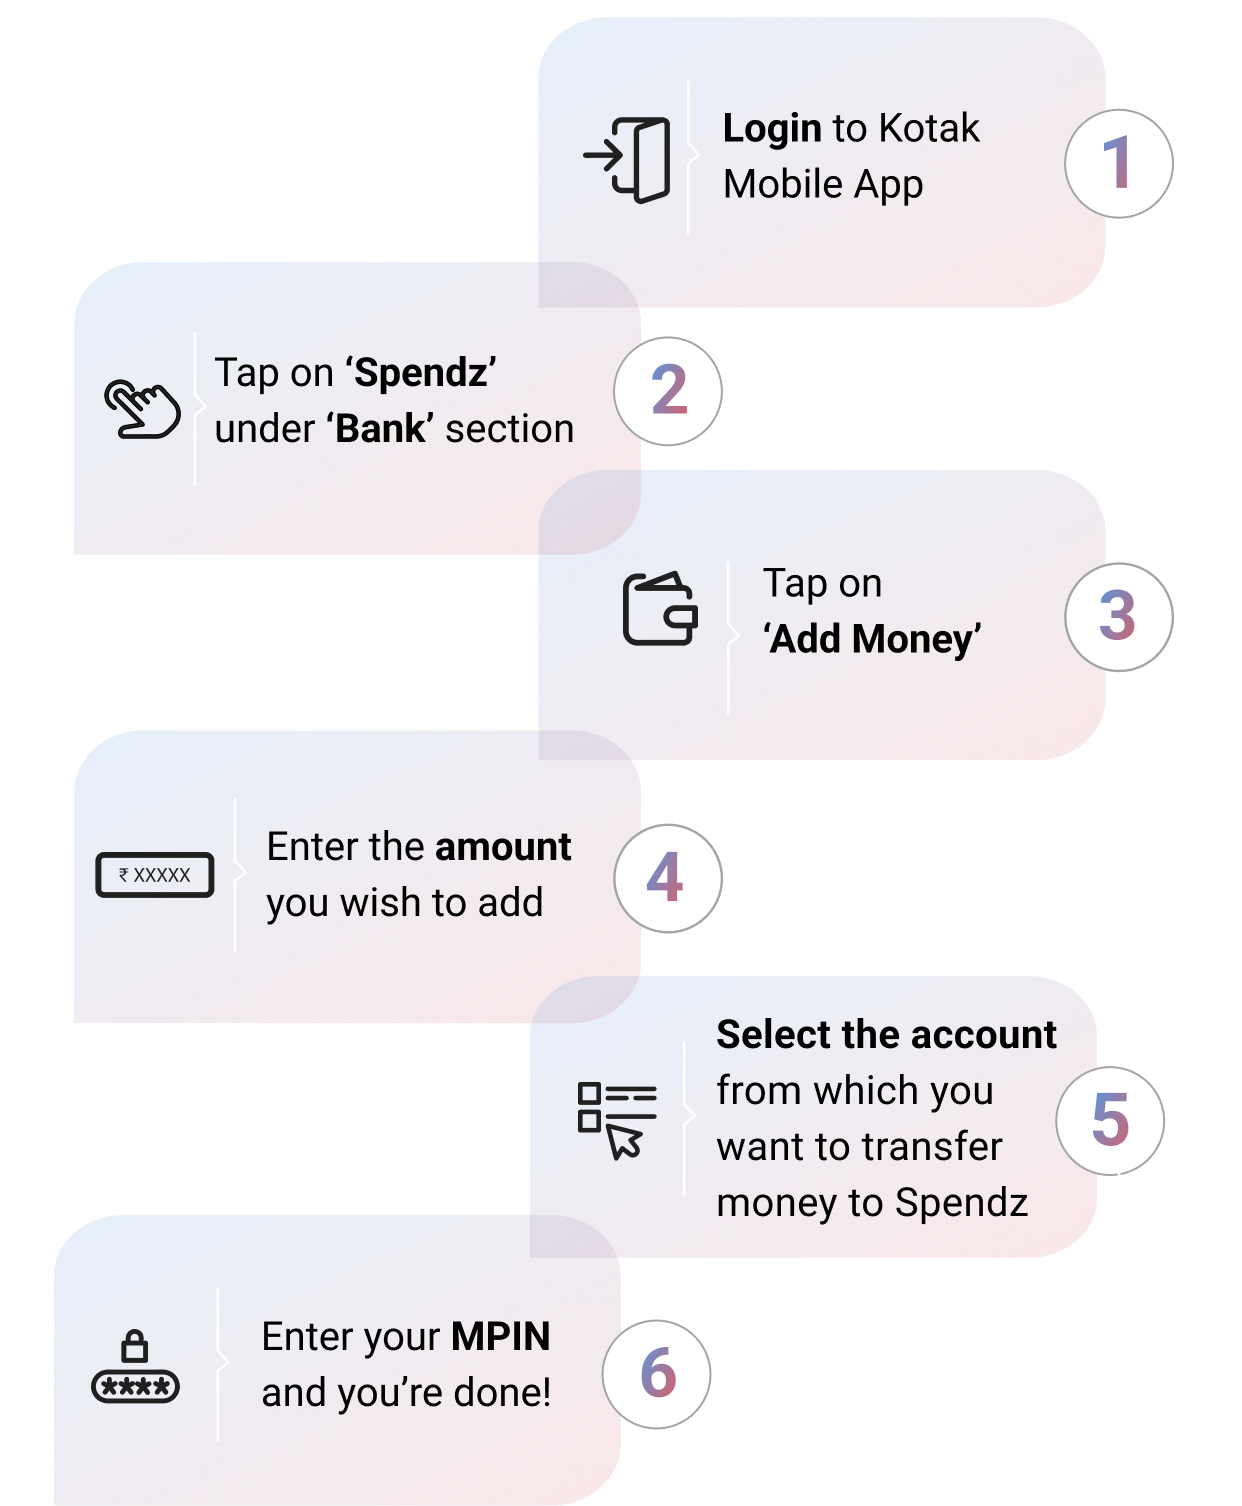 Login to Kotak
Mobile App
1
Tap on ‘Spendz’
under ‘Bank’ section
2
Tap on
‘Add Money’
3
₹ XXXXX
Enter the amount
you wish to add
4
Select the account
from which you
want to transfer
money to Spendz
5
****
Enter your MPIN
and you’re done!
6